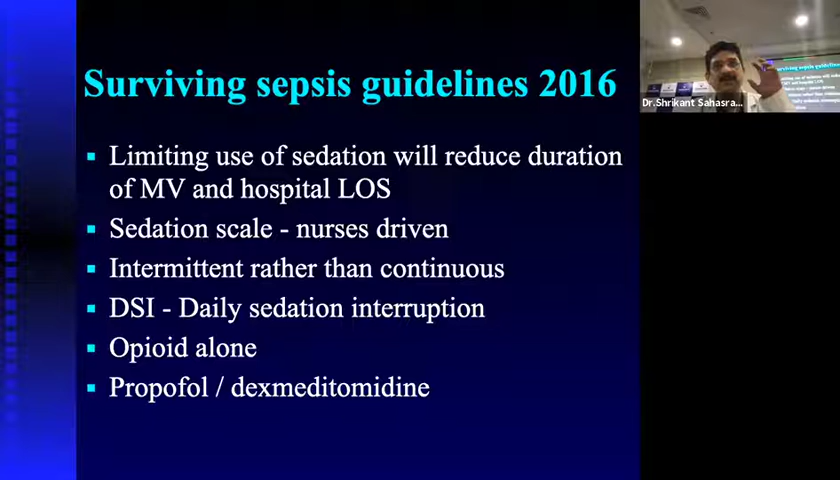 Surviving sepsis guidelines 2016
Limiting use of sedation will reduce duration
of MV and hospital LOS
Sedation scale - nurses driven
Intermittent rather than continuous
DSI - Daily sedation interruption
Opioid alone
Propofol / dexmeditomidine
Dr.Shrikant Sahasra...